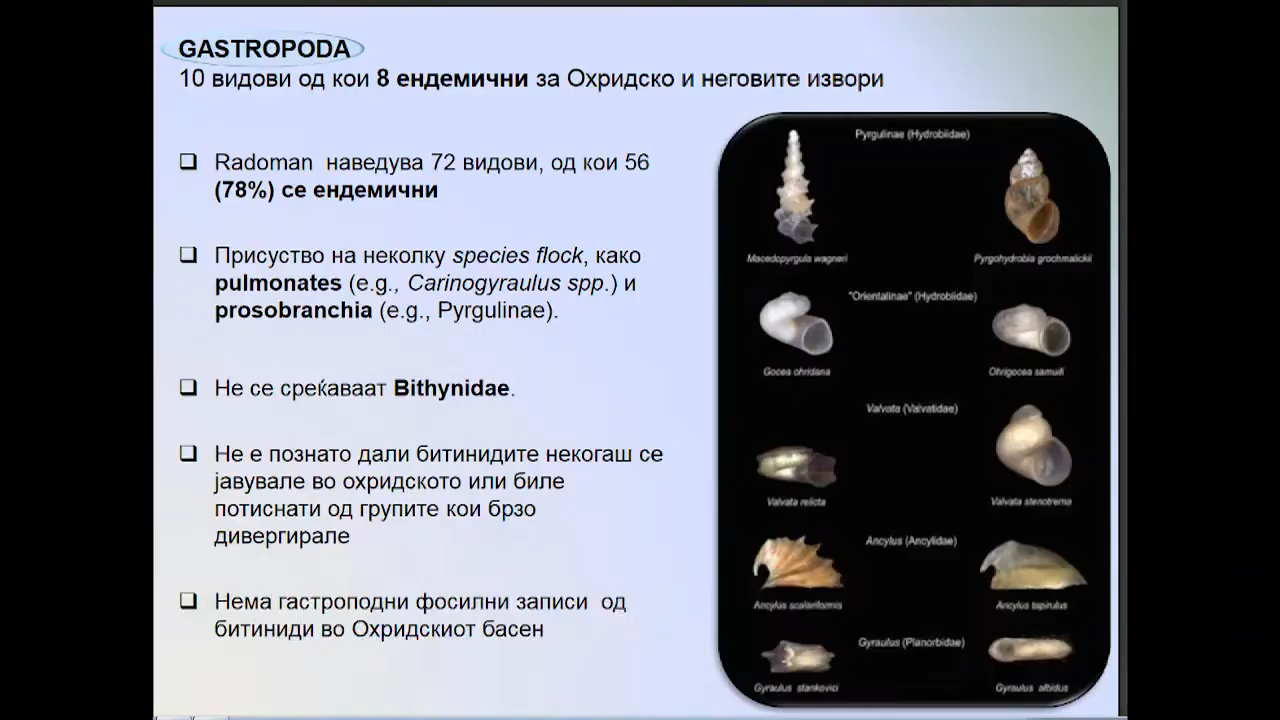 GASTROPODA
10 видови од кои 8 ендемични за Охридско и неговите извори
Radoman наведува 72 видови, од кои 56
(78%) се ендемични
Присуство на неколку species flock, како
pulmonates (e.g., Carinogyraulus spp.) и
prosobranchia (e.g., Pyrgulinae).
Не се среќаваат Bithynidae.
Не е познато дали битинидите некогаш се
јавувале во охридското или биле
потиснати од групите кои брзо
дивергирале
Нема гастроподни фосилни записи од
битиниди во Охридскиот басен
Pyrgulinae (Hydrobiidae)
Macedopyrgula wagneri
Pyrgohydrobia grochmalickii
"Orientalinae" (Hydrobiidae)
Gocea ohridana
Ohrigocea samuili
Valvata (Valvatidae)
Valvata relicta
Valvata stenotrema
Ancylus (Ancylidae)
Ancylus scalariformis
Ancylus tapirulus
Gyraulus (Planorbidae)
Gyraulus stankovici
Gyraulus albidus